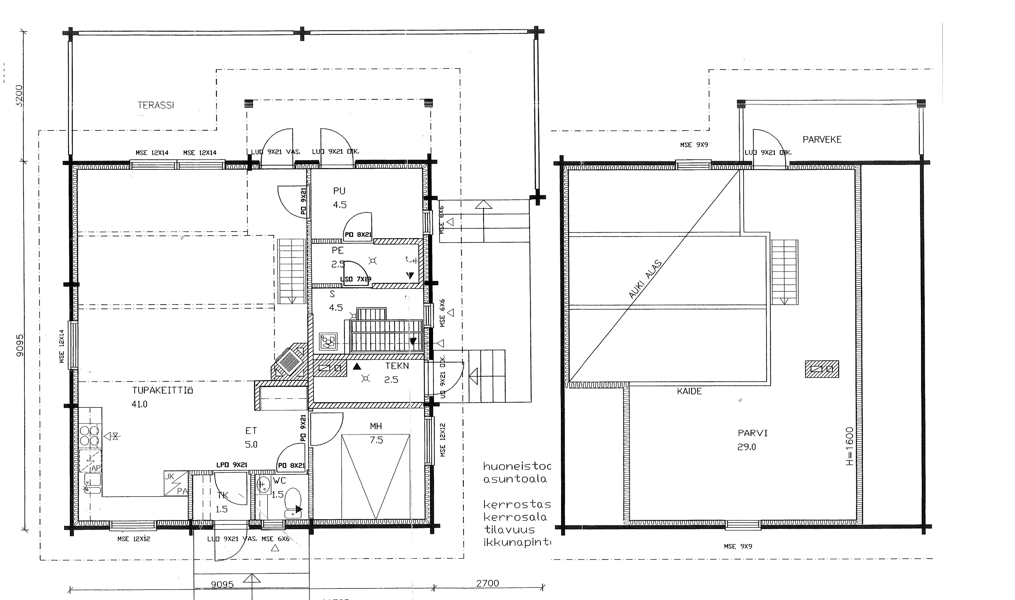 TERASSI
5200
MSE 12X14
MSE 12X14
LUO 9X21 VAS.
LUO 9X21 OIK.
PARVEKE
MSE 9X9
LUO 9X21 OIK.
PU
4.5
PO 9X21
PO 8X21
MSE 6X6
PE
2.5
LSO 7X19
S
4.5
MSE 6X6
AUKI ALAS
9095
MSE 12X14
TEKN
2.5
UO 9X21 OIK.
TUPAKEITTIÖ
41.0
KAIDE
ET
5.0
PO 9X21
MH
7.5
MSE 12X12
PARVI
29.0
H=1600
LPO 9X21
PO 8X21
AP
JK
PA
TK
1.5
WC
1.5
huoneistoa
asuntoala
kerrostas
kerrosala
tilavuus
ikkunapint
MSE 12X12
LUO 9X21 VAS.
MSE 6X6
MSE 9X9
9095
2700